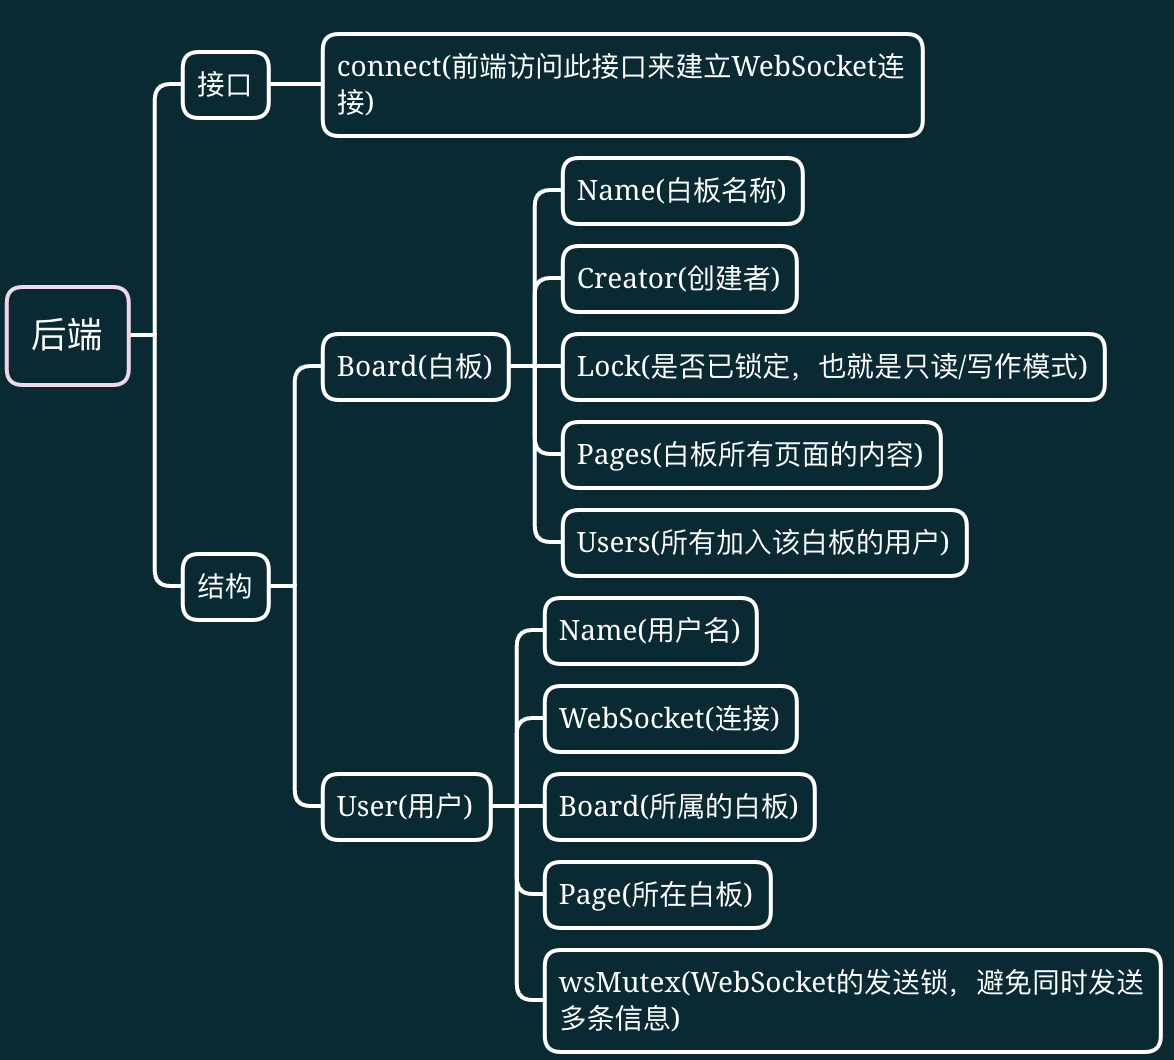 后端
接口
connect(前端访问此接口来建立WebSocket连
接)
结构
Board(白板)
Name(白板名称)
Creator(创建者)
Lock(是否已锁定，也就是只读/写作模式)
Pages(白板所有页面的内容)
Users(所有加入该白板的用户)
User(用户)
Name(用户名)
WebSocket(连接)
Board(所属的白板)
Page(所在白板)
wsMutex(WebSocket的发送锁，避免同时发送
多条信息)